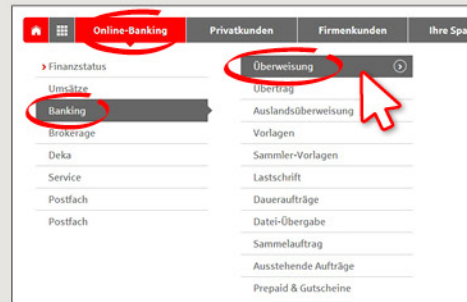 Online-Banking Privatkunden Firmenkunden Ihre Spa
Finanzstatus
Umsätze
Banking
Brokerage
Deka
Service
Postfach
Postfach
Überweisung
Übertrag
Auslandsüberweisung
Vorlagen
Sammler-Vorlagen
Lastschrift
Daueraufträge
Datei-Übergabe
Sammelauftrag
Ausstehende Aufträge
Prepaid & Gutscheine